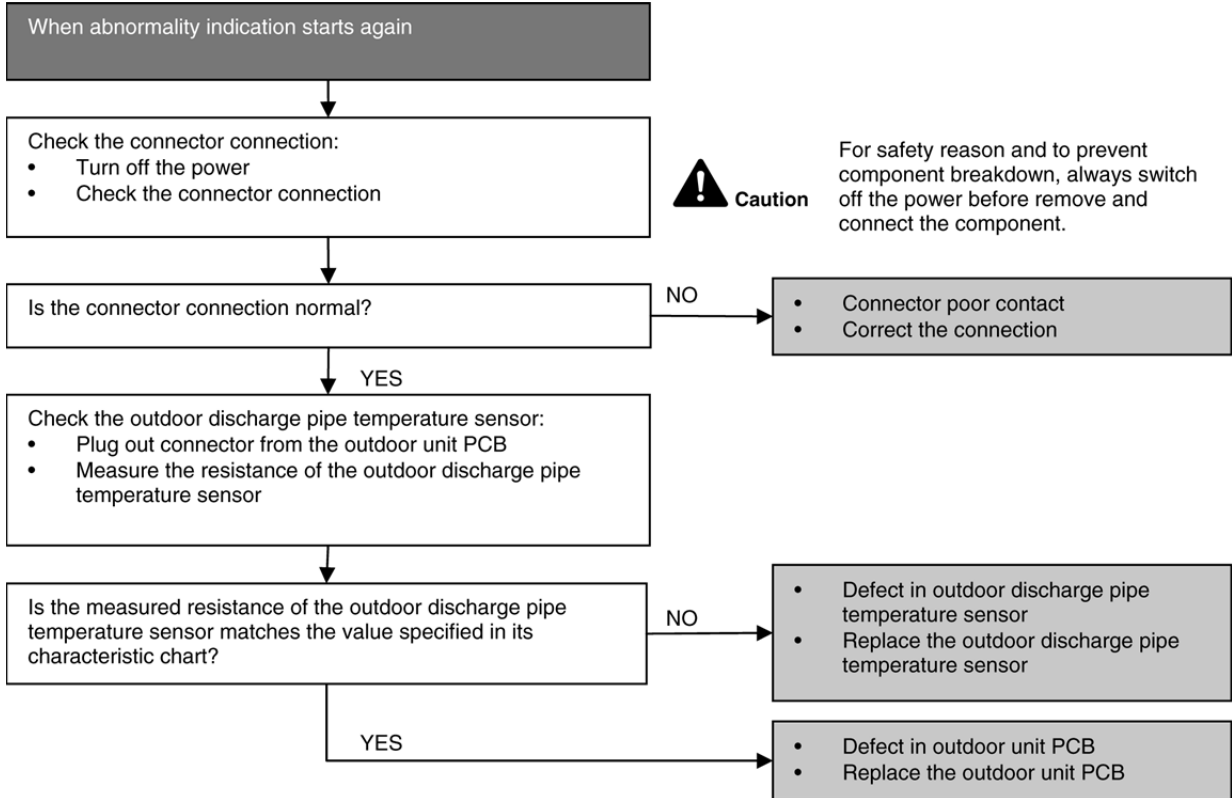 When abnormality indication starts again
Check the connector connection:
• Turn off the power
• Check the connector connection
Caution
For safety reason and to prevent
component breakdown, always switch
off the power before remove and
connect the component.
Is the connector connection normal?
NO
• Connector poor contact
• Correct the connection
YES
Check the outdoor discharge pipe temperature sensor:
• Plug out connector from the outdoor unit PCB
• Measure the resistance of the outdoor discharge pipe
temperature sensor
Is the measured resistance of the outdoor discharge pipe
temperature sensor matches the value specified in its
characteristic chart?
NO
• Defect in outdoor discharge pipe
temperature sensor
• Replace the outdoor discharge pipe
temperature sensor
YES
• Defect in outdoor unit PCB
• Replace the outdoor unit PCB